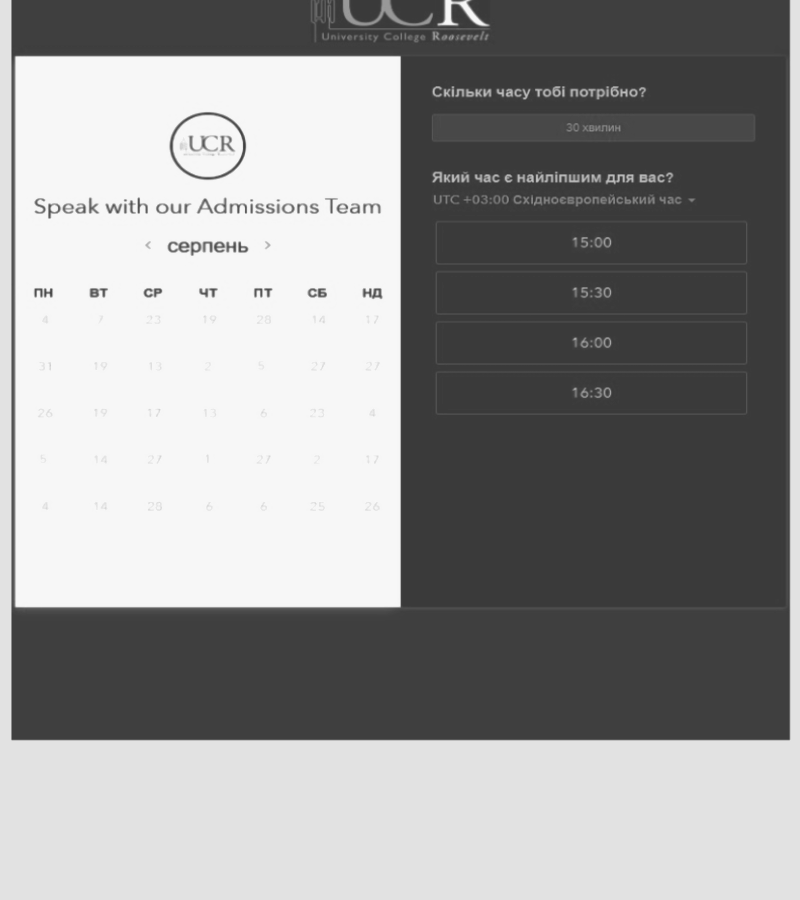 UCR
University College Roosevelt
UCR
Speak with our Admissions Team
< серпень >
ПН ВТ СР ЧТ ПТ СБ НД
4 7 23 19 28 14 17
31 19 13 2 5 27 27
26 19 17 13 6 23 4
5 14 27 1 27 2 17
4 14 28 6 6 25 26
Скільки часу тобі потрібно?
30 хвилин
Який час є найліпшим для вас?
UTC +03:00 Східноєвропейський час
15:00
15:30
16:00
16:30